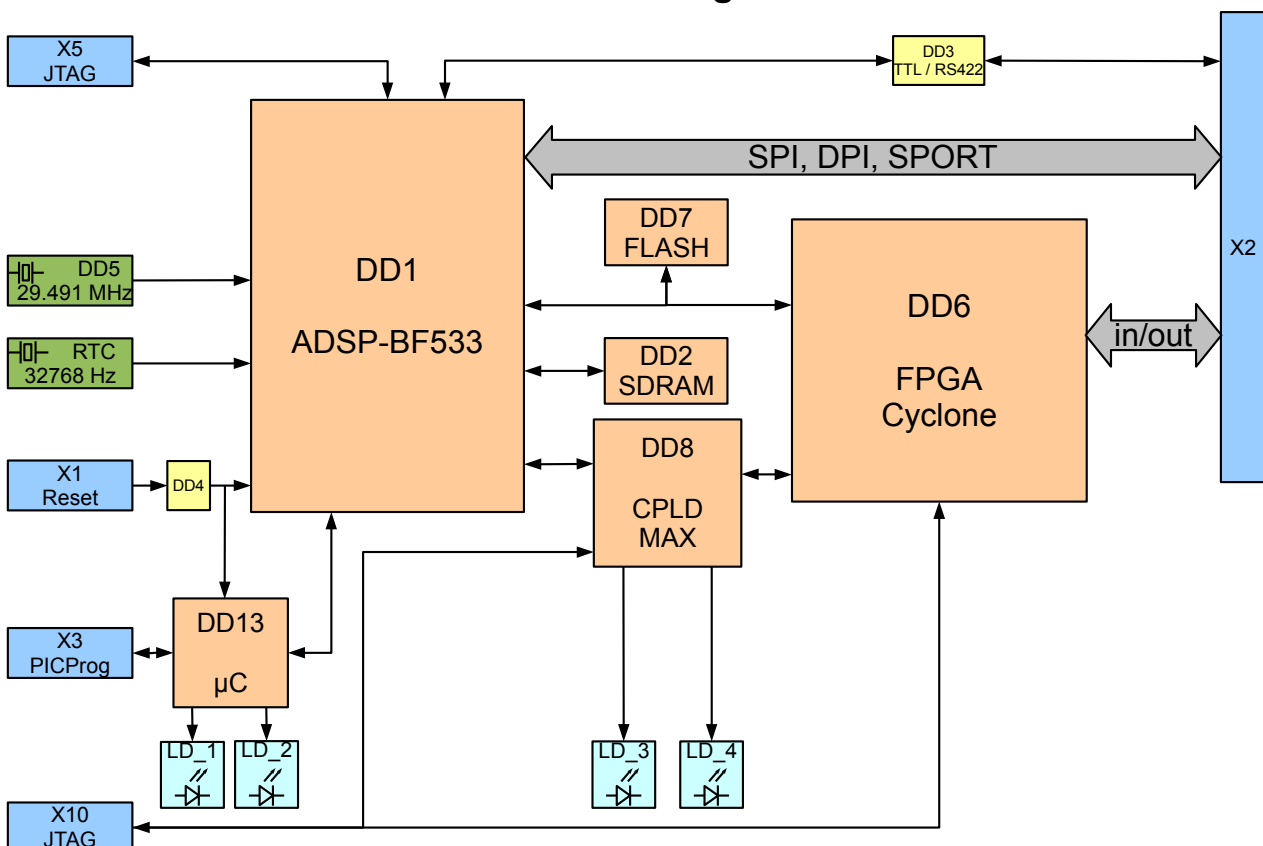 X5
JTAG
DD3
TTL / RS422
SPI, DPI, SPORT
X2
DD7
FLASH
DD1
ADSP-BF533
DD5
29.491 MHz
DD6
FPGA
Cyclone
in/out
RTC
32768 Hz
DD2
SDRAM
DD8
CPLD
MAX
X1
Reset
DD4
DD13
µC
X3
PICProg
LD_1
LD_2
LD_3
LD_4
X10
JTAG